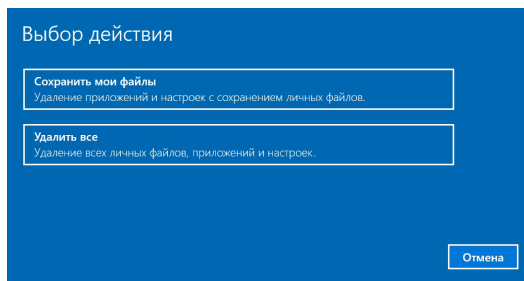 Выбор действия
Сохранить мои файлы
Удаление приложений и настроек с сохранением личных файлов.
Удалить все
Удаление всех личных файлов, приложений и настроек.
Отмена